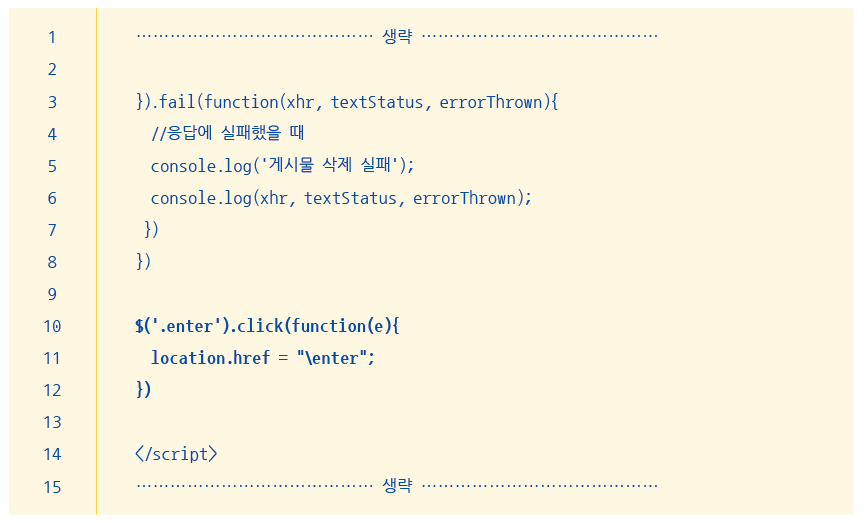 1 ………………………………… 생략 …………………………………
2
3 }).fail(function(xhr, textStatus, errorThrown){
4 //응답에 실패했을 때
5 console.log('게시물 삭제 실패');
6 console.log(xhr, textStatus, errorThrown);
7 })
8 })
9
10 $('.enter').click(function(e){
11 location.href = "\enter";
12 })
13
14 </script>
15 ………………………………… 생략 …………………………………